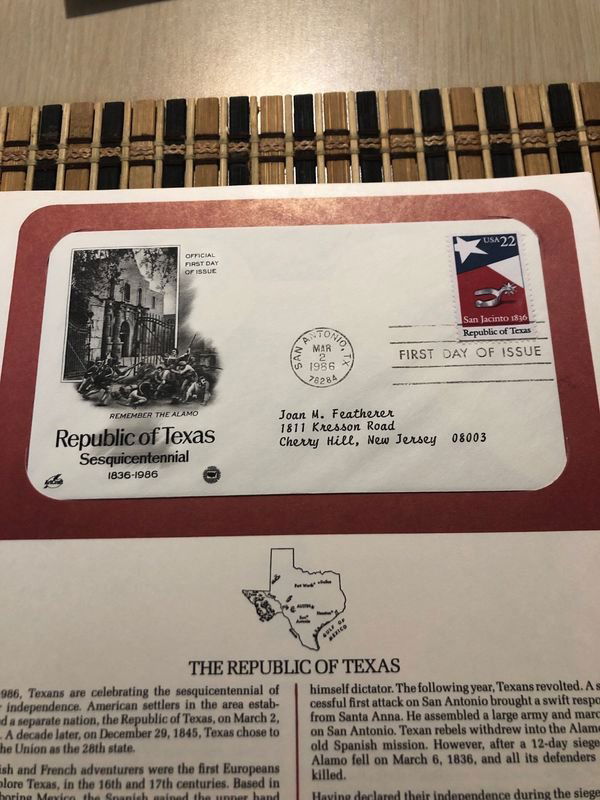 OFFICIAL
FIRST DAY
OF ISSUE
USA22
San Jacinto 1836
Republic of Texas
SAN ANTONIO, TX
MAR
2
1986
78284
FIRST DAY OF ISSUE
REMEMBER THE ALAMO
Republic of Texas
Sesquicentennial
1836-1986
Joan M. Featherer
1811 Kresson Road
Cherry Hill, New Jersey 08003
Fort Worth
Dallas
AUSTIN
Houston
San
Antonio
GULF OF
MEXICO
THE REPUBLIC OF TEXAS
986, Texans are celebrating the sesquicentennial of
independence. American settlers in the area estab-
a separate nation, the Republic of Texas, on March 2,
A decade later, on December 29, 1845, Texas chose to
the Union as the 28th state.
ish and French adventurers were the first Europeans
plore Texas, in the 16th and 17th centuries. Based in
boring Mexico, the Spanish gained the upper hand
himself dictator. The following year, Texans revolted. A s
cessful first attack on San Antonio brought a swift respo
from Santa Anna. He assembled a large army and marc
on San Antonio. Texan rebels withdrew into the Alamo
old Spanish mission. However, after a 12-day siege
Alamo fell on March 6, 1836, and all its defenders
killed.
Having declared their independence during the siege